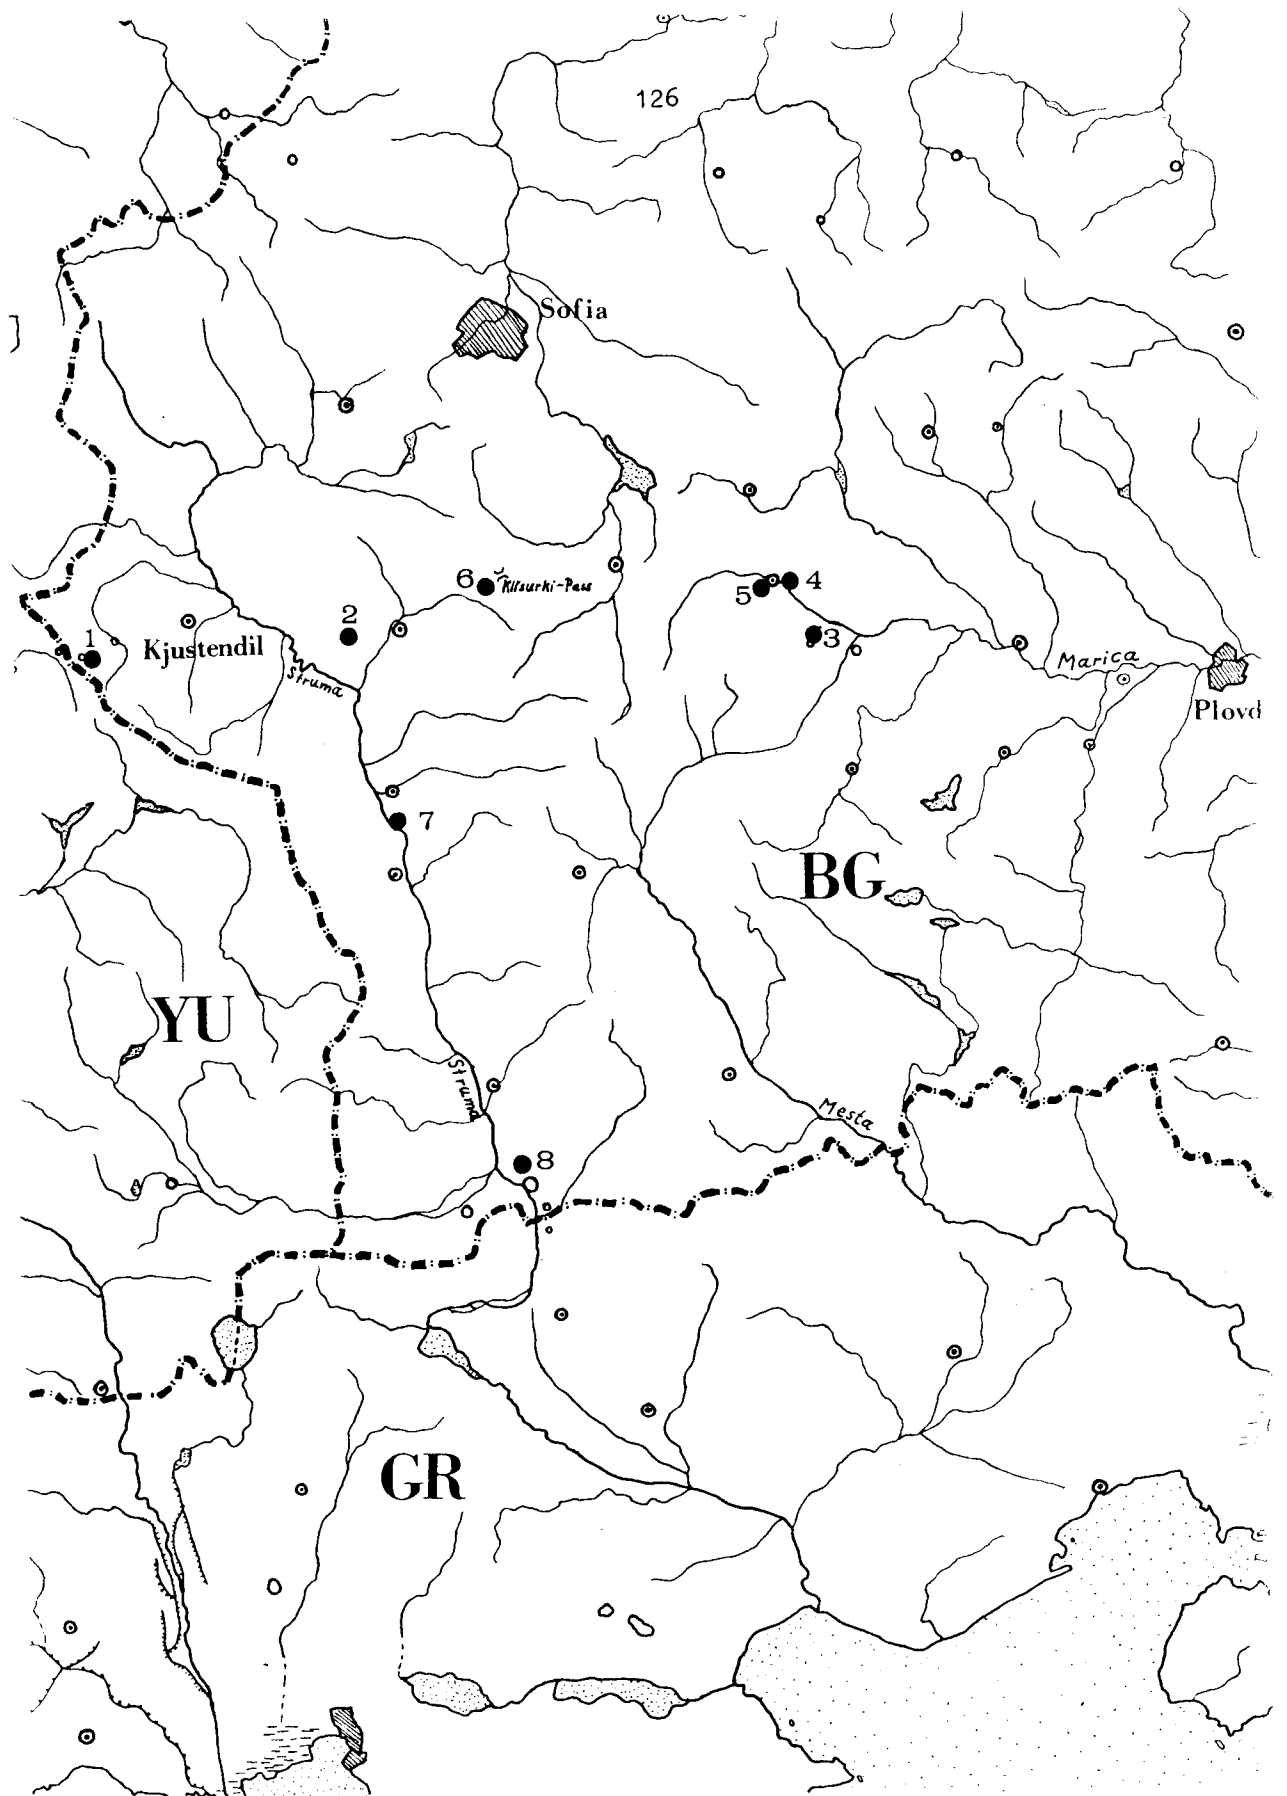 126
Sofia
6
Klisurki-Pass
5
4
2
3
1
Kjustendil
Struma
Marica
Plovd
7
BG
YU
Struma
Mesta
8
GR